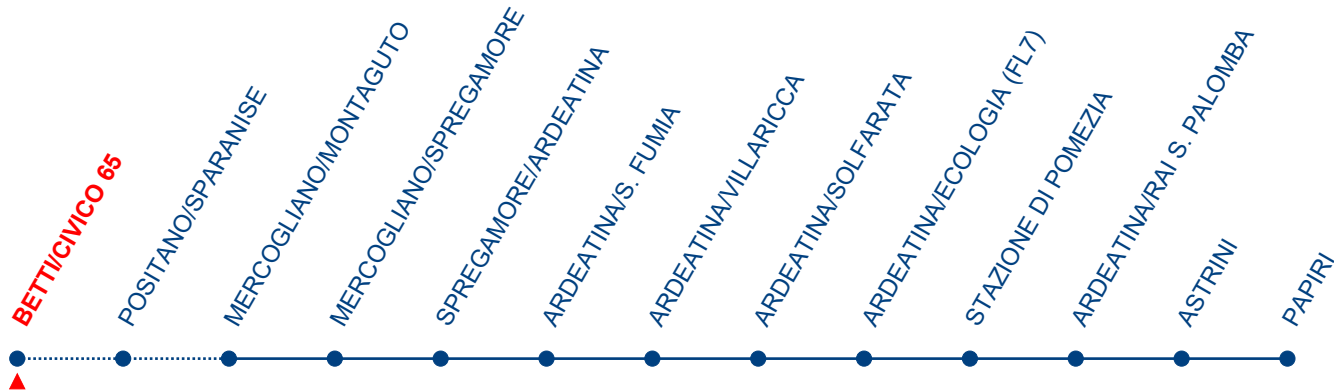 BETTI/CIVICO 65
POSITANO/SPARANISE
MERCOGLIANO/MONTAGUTO
MERCOGLIANO/SPREGAMORE
SPREGAMORE/ARDEATINA
ARDEATINA/S. FUMIA
ARDEATINA/VILLARICCA
ARDEATINA/SOLFARATA
ARDEATINA/ECOLOGIA (FL7)
STAZIONE DI POMEZIA
ARDEATINA/RAI S. PALOMBA
ASTRINI
PAPIRI